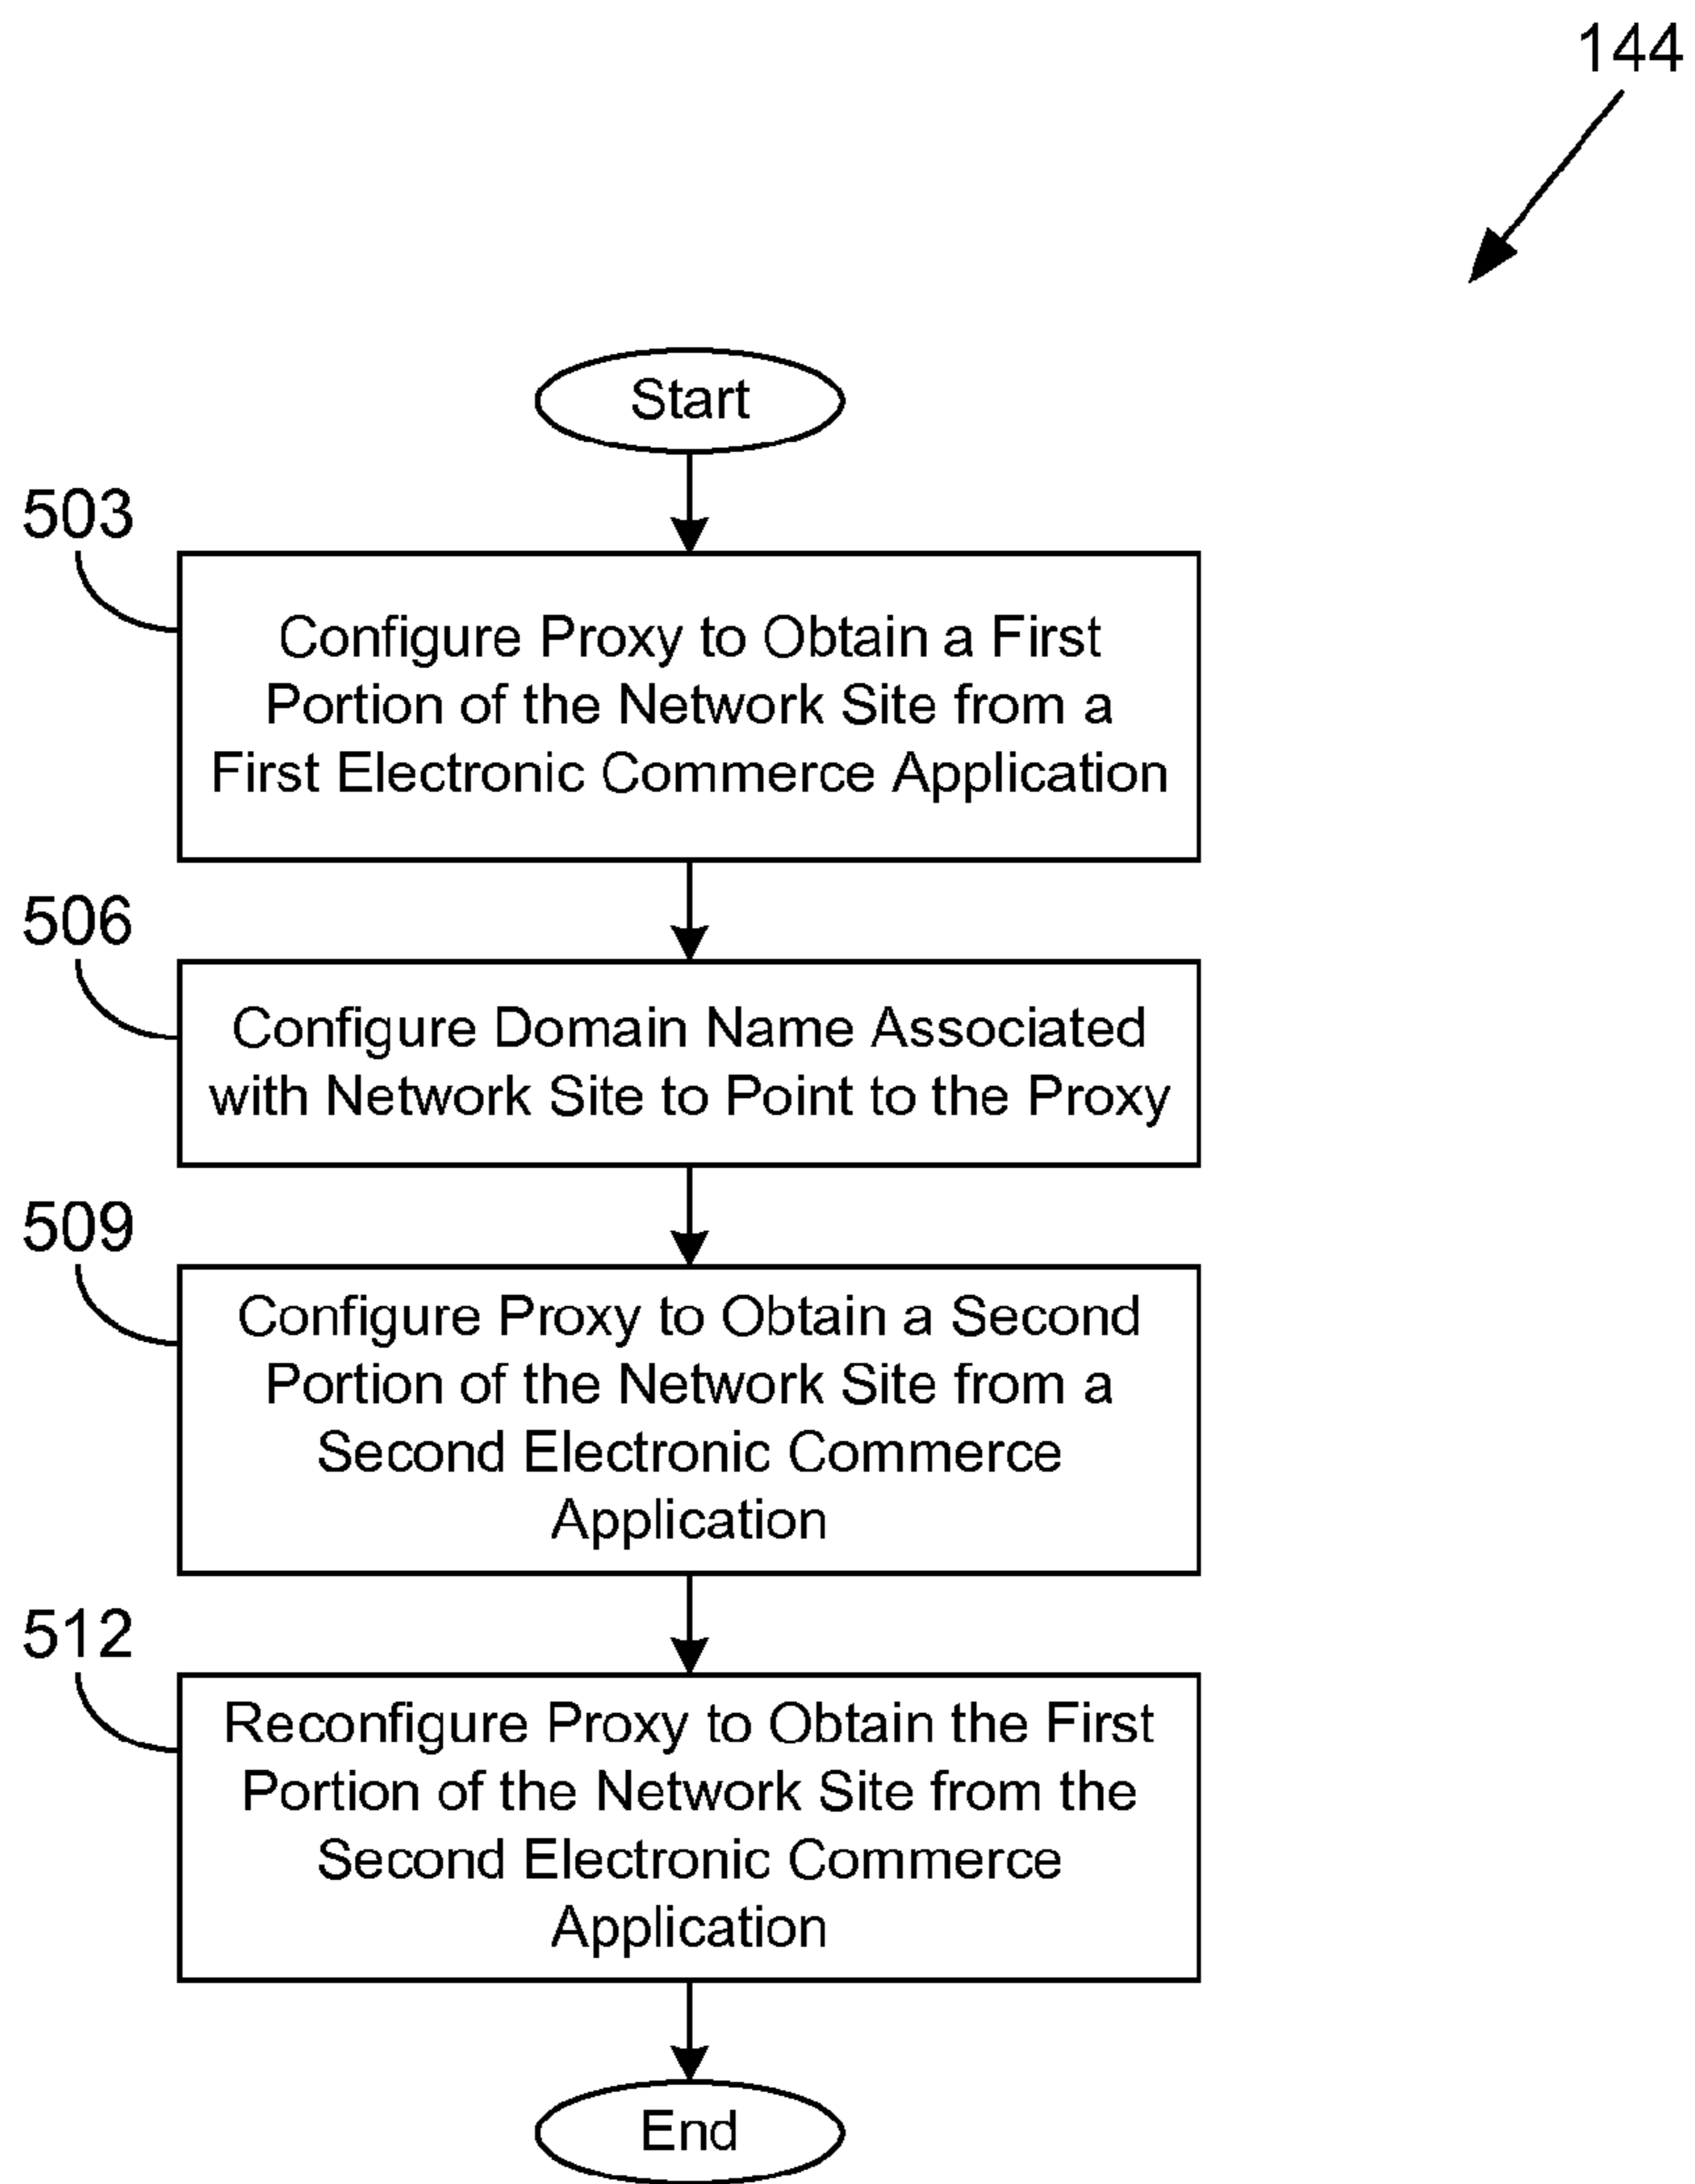 144
Start
503
Configure Proxy to Obtain a First
Portion of the Network Site from a
First Electronic Commerce Application
506
Configure Domain Name Associated
with Network Site to Point to the Proxy
509
Configure Proxy to Obtain a Second
Portion of the Network Site from a
Second Electronic Commerce
Application
512
Reconfigure Proxy to Obtain the First
Portion of the Network Site from the
Second Electronic Commerce
Application
End